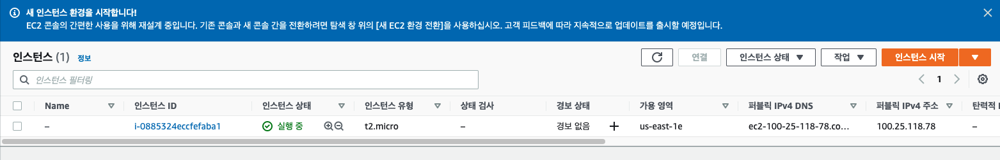 새 인스턴스 환경을 시작합니다!
EC2 콘솔의 간편한 사용을 위해 재설계 중입니다. 기존 콘솔과 새 콘솔 간을 전환하려면 탐색 창 위의 [새 EC2 환경 전환]을 사용하십시오. 고객 피드백에 따라 지속적으로 업데이트를 출시할 예정입니다.
인스턴스 (1) 정보 연결 인스턴스 상태 작업 인스턴스 시작
인스턴스 필터링 1
Name 인스턴스 ID 인스턴스 상태 인스턴스 유형 상태 검사 경보 상태 가용 영역 퍼블릭 IPv4 DNS 퍼블릭 IPv4 주소 탄력적
– i-0885324eccfefaba1 실행 중 t2.micro – 경보 없음 + us-east-1e ec2-100-25-118-78.co... 100.25.118.78 –